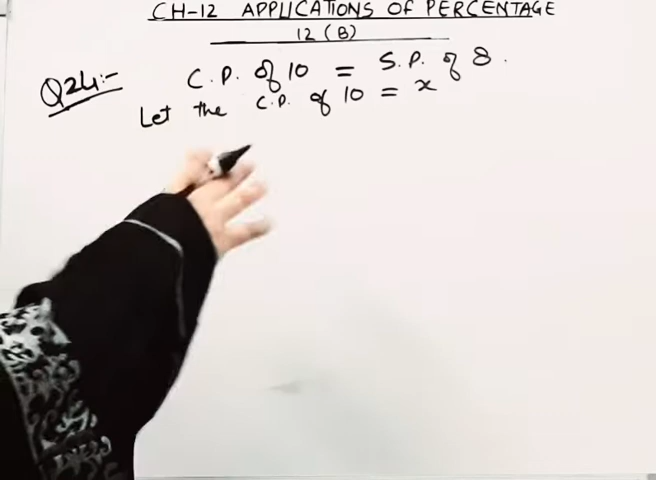 CH-12 APPLICATIONS OF PERCENTAGE
12 (B)
Q24:- C.P. of 10 = S.P. of 8.
Let the C.P. of 10 = x